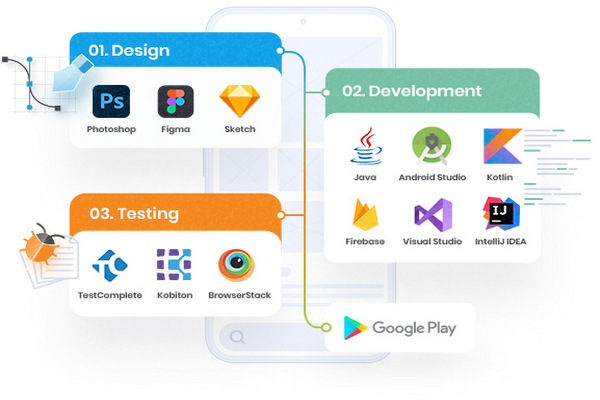 01. Design
Ps
Photoshop Figma Sketch
02. Development
Java Android Studio Kotlin
IJ
Firebase Visual Studio IntelliJ IDEA
03. Testing
TestComplete Kobiton BrowserStack
Google Play